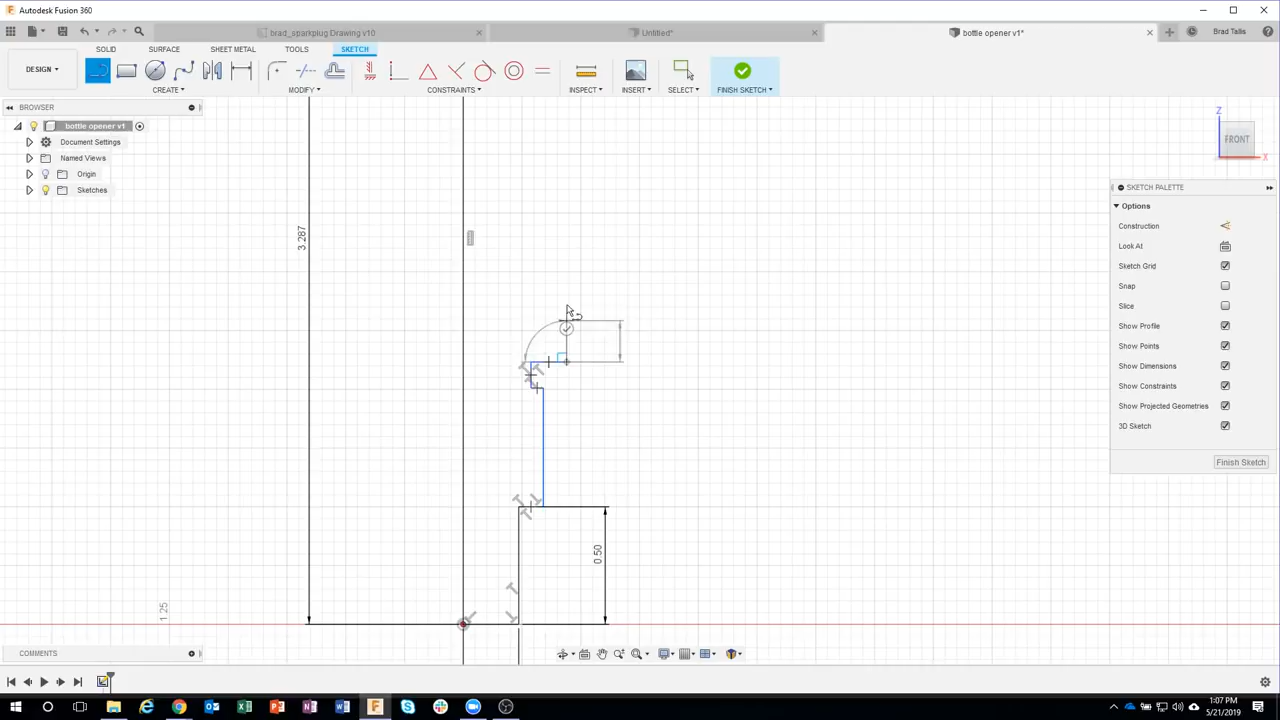 Autodesk Fusion 360
brad_sparkplug Drawing v10
Untitled*
bottle opener v1*
Brad Tallis
SOLID
SURFACE
SHEET METAL
TOOLS
SKETCH
DESIGN
CREATE
MODIFY
CONSTRAINTS
INSPECT
INSERT
SELECT
FINISH SKETCH
BROWSER
bottle opener v1
Document Settings
Named Views
Origin
Sketches
Z
FRONT
X
SKETCH PALETTE
Options
Construction
Look At
Sketch Grid
Snap
Slice
Show Profile
Show Points
Show Dimensions
Show Constraints
Show Projected Geometries
3D Sketch
Finish Sketch
3.287
0.50
1.25
COMMENTS
1:07 PM
5/21/2019